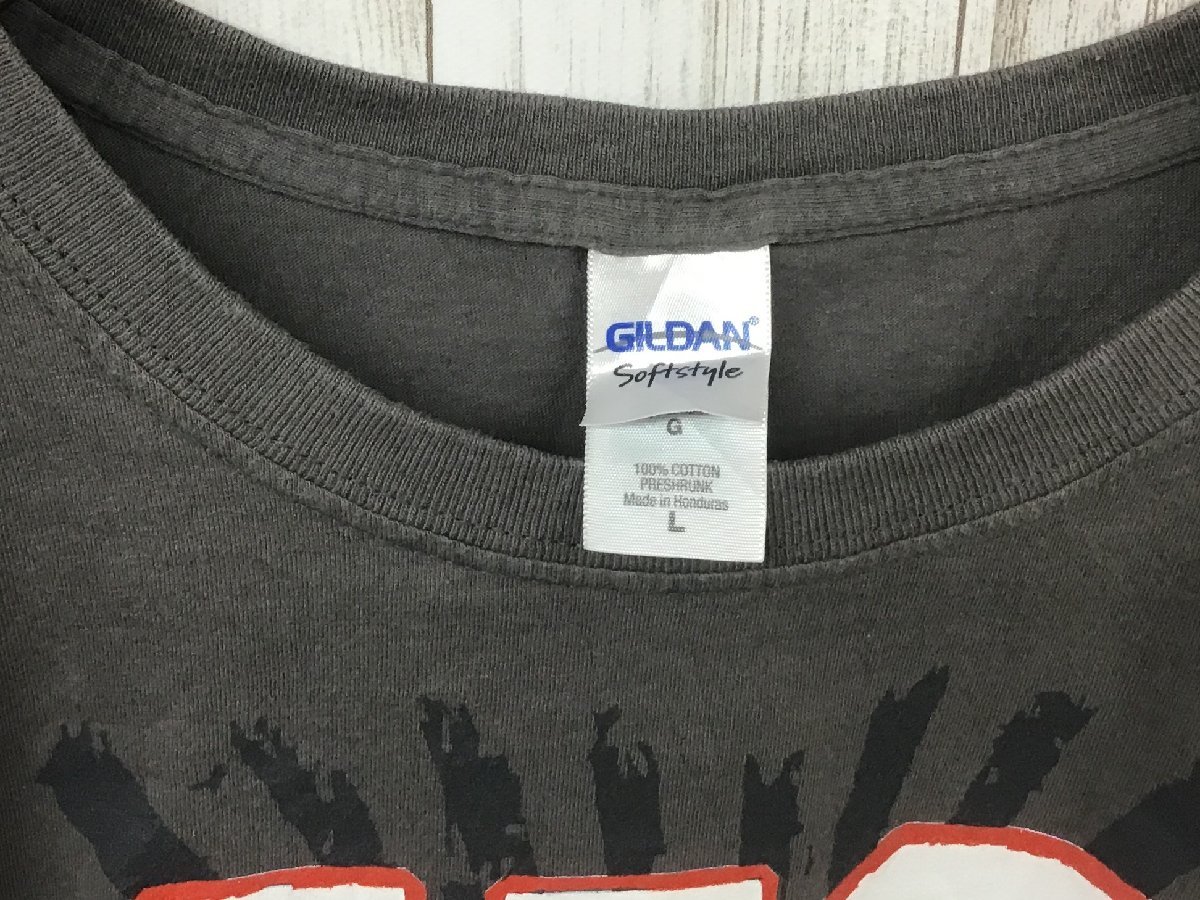 GILDAN®
Softstyle
G
100% COTTON
PRESHRUNK
Made in Honduras
L